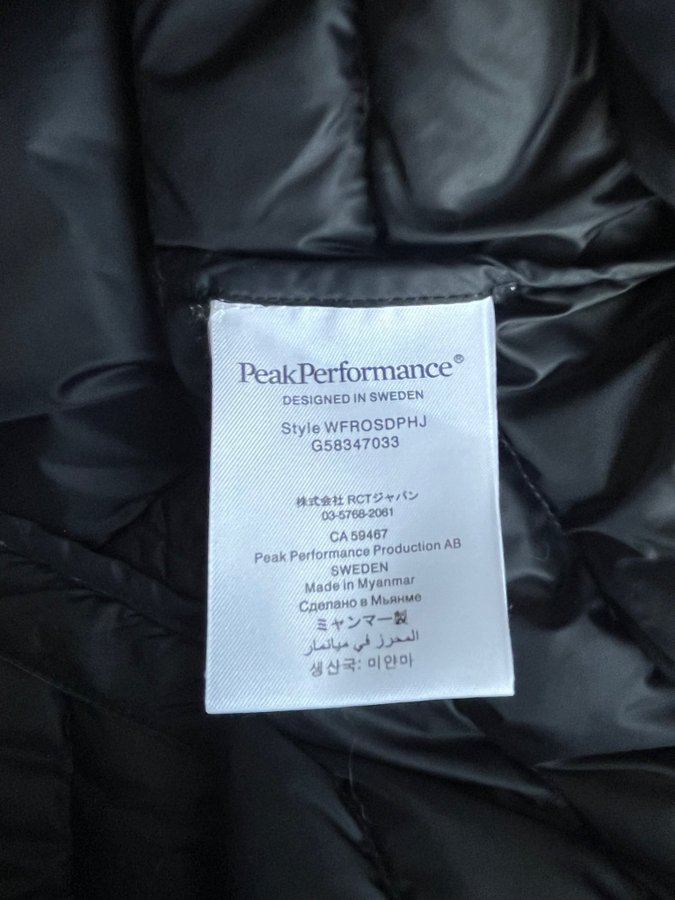 PeakPerformance®
DESIGNED IN SWEDEN
Style WFROSDPHJ
G58347033
株式会社 RCTジャパン
03-5768-2061
CA 59467
Peak Performance Production AB
SWEDEN
Made in Myanmar
Сделано в Мьянме
ミャンマー製
المحرز في ميانمار
생산국: 미얀마